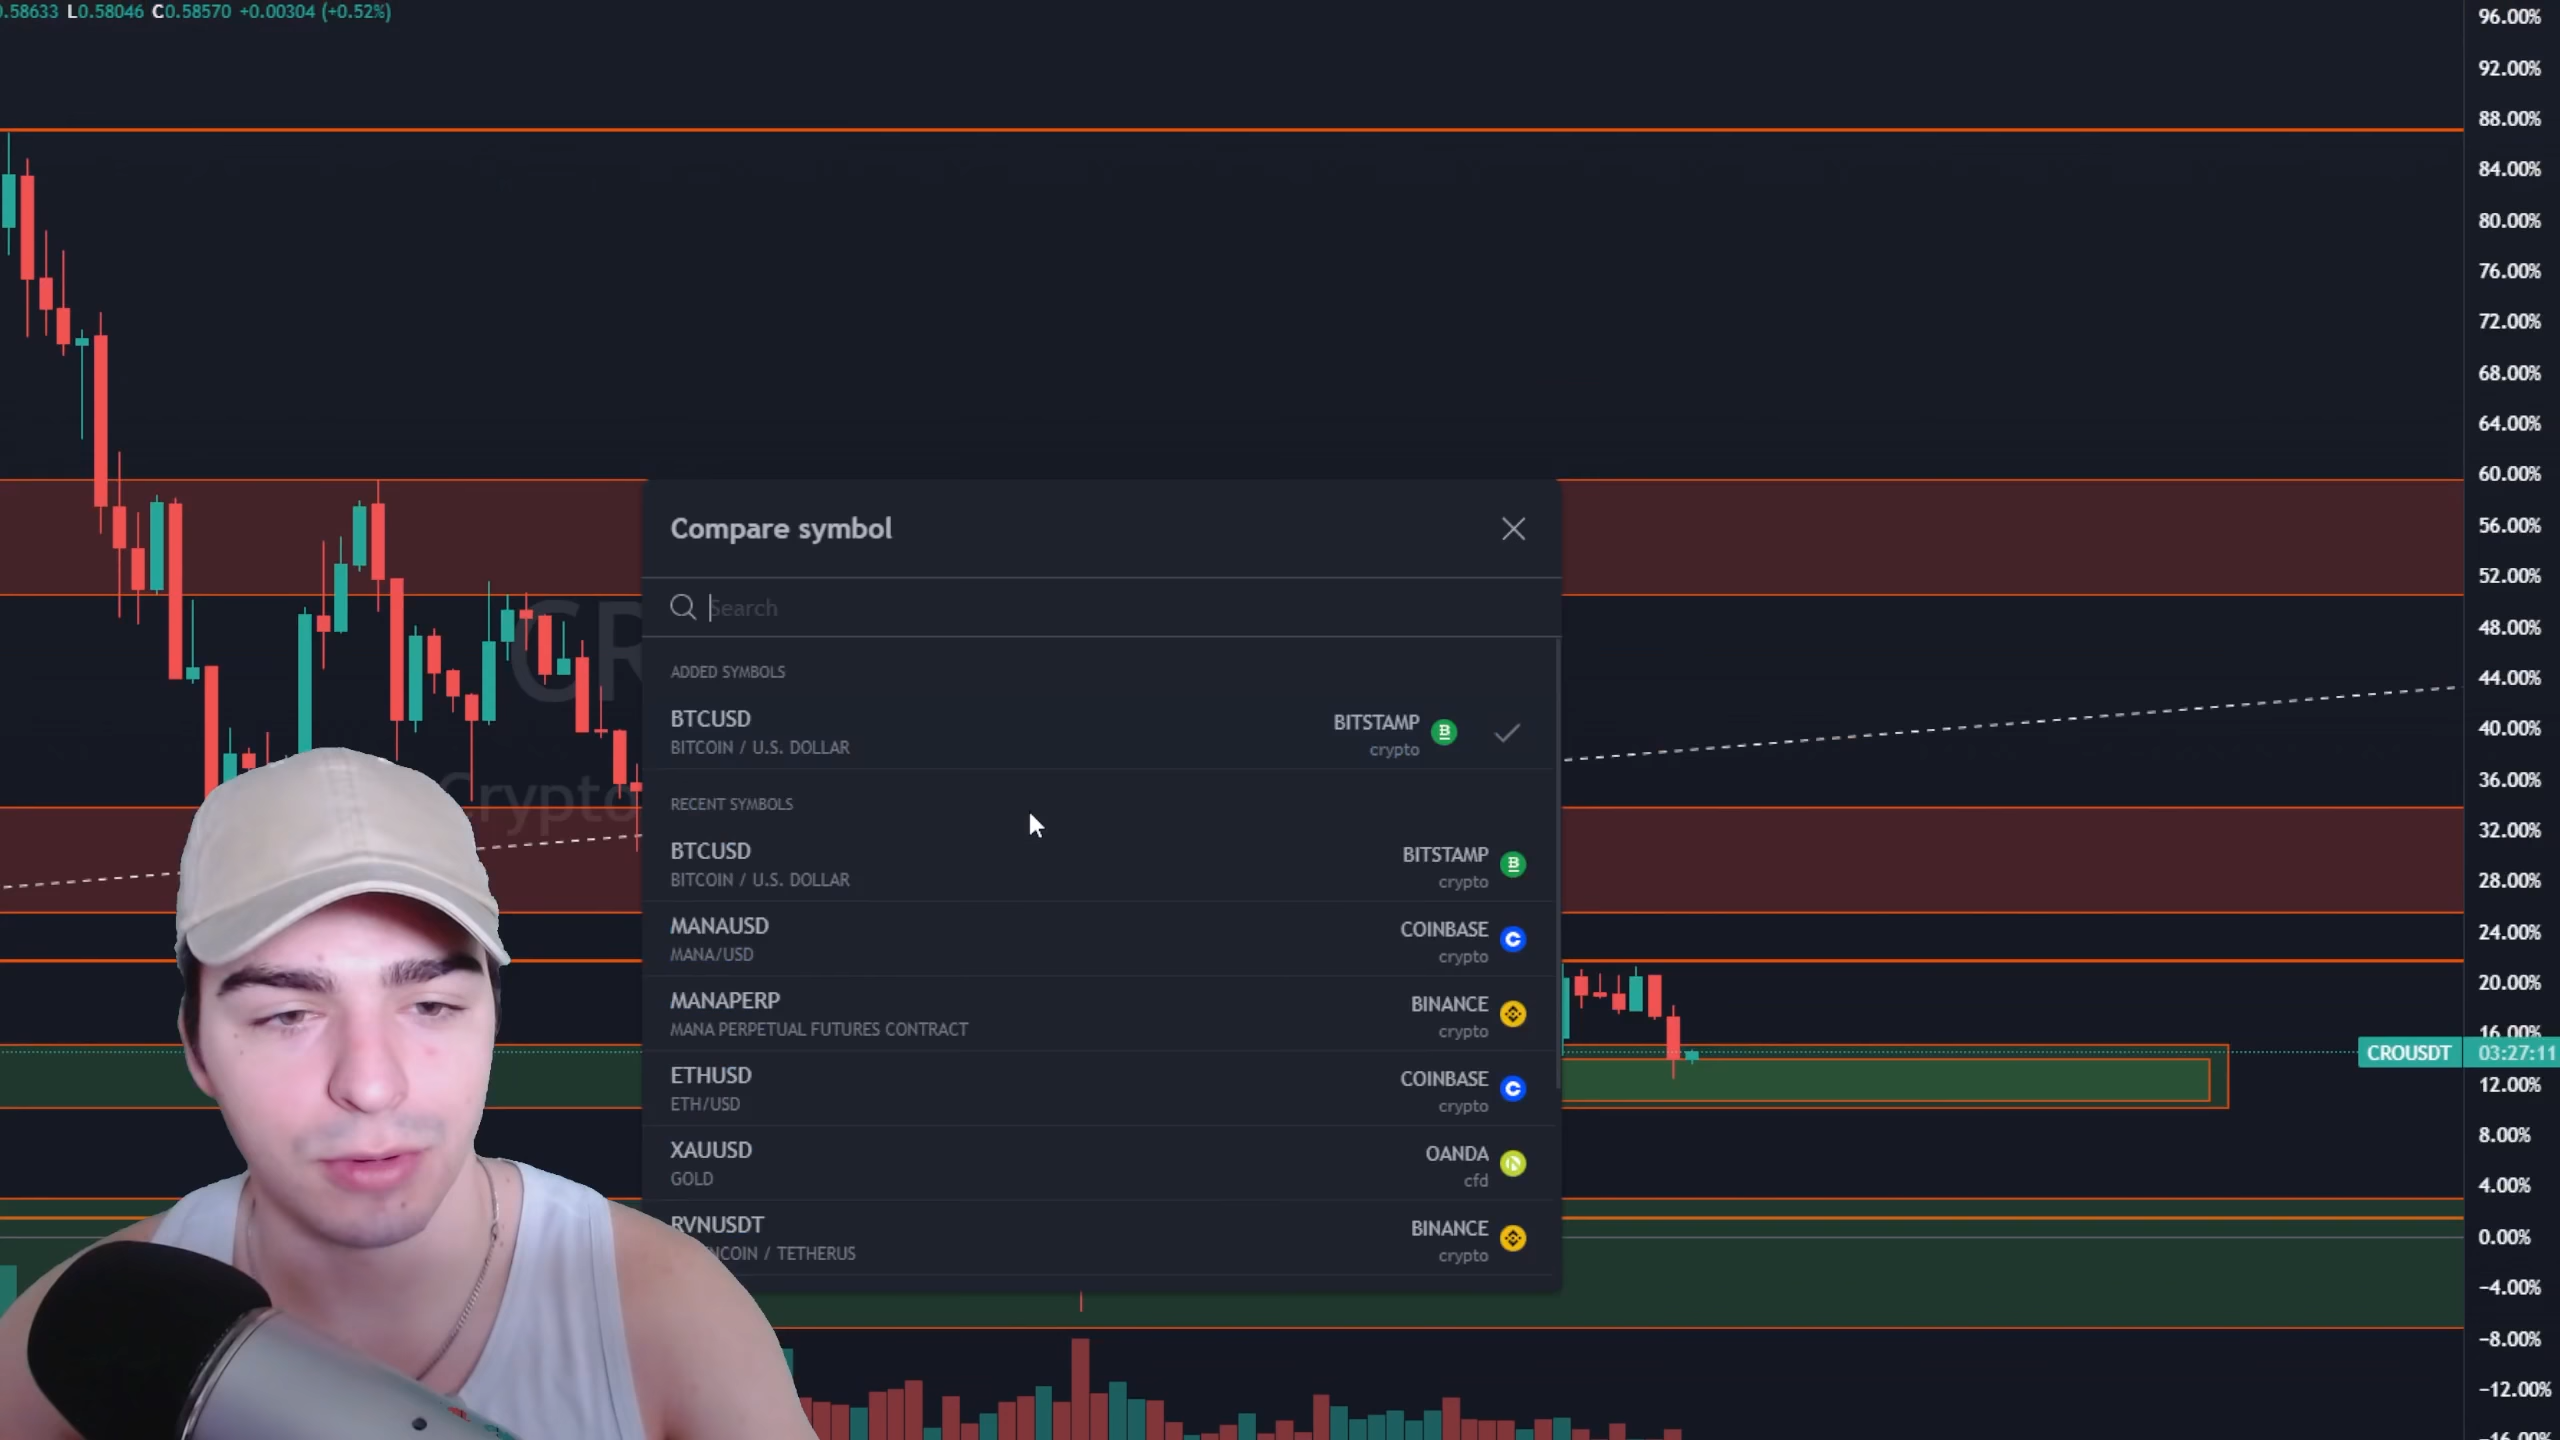 0.58633 L0.58046 C0.58570 +0.00304 (+0.52%)
96.00%
92.00%
88.00%
84.00%
80.00%
76.00%
72.00%
68.00%
64.00%
60.00%
56.00%
52.00%
48.00%
44.00%
40.00%
36.00%
32.00%
28.00%
24.00%
20.00%
16.00%
CROUSDT 03:27:11
12.00%
8.00%
4.00%
0.00%
-4.00%
-8.00%
-12.00%
CR
Crypto
Compare symbol
Search
ADDED SYMBOLS
BTCUSD BITSTAMP
BITCOIN / U.S. DOLLAR crypto
RECENT SYMBOLS
BTCUSD BITSTAMP
BITCOIN / U.S. DOLLAR crypto
MANAUSD COINBASE
MANA/USD crypto
MANAPERP BINANCE
MANA PERPETUAL FUTURES CONTRACT crypto
ETHUSD COINBASE
ETH/USD crypto
XAUUSD OANDA
GOLD cfd
RVNUSDT BINANCE
NCOIN / TETHERUS crypto